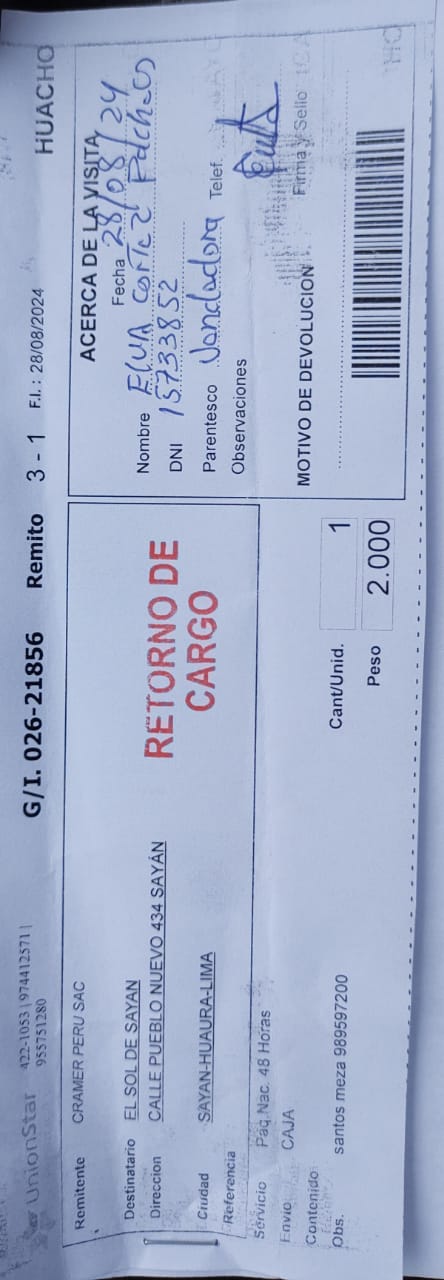 UnionStar 422-1053 | 974412571 |
955751280
G/I. 026-21856 Remito 3 - 1 F.I.: 28/08/2024 HUACHO
Remitente CRAMER PERU SAC
Destinatario EL SOL DE SAYAN
Direccion CALLE PUEBLO NUEVO 434 SAYÁN
Ciudad SAYAN-HUAURA-LIMA
Referencia
RETORNO DE
CARGO
Servicio Paq.Nac. 48 Horas
Envio CAJA
Contenido
Obs. santos meza 989597200
Cant/Unid. 1
Peso 2.000
ACERCA DE LA VISITA
Fecha 28/08/24
Nombre ElUA CorTez Pacheco
DNI 15733852
Parentesco Vendedora Telef
Observaciones
Firma y Sello
MOTIVO DE DEVOLUCION